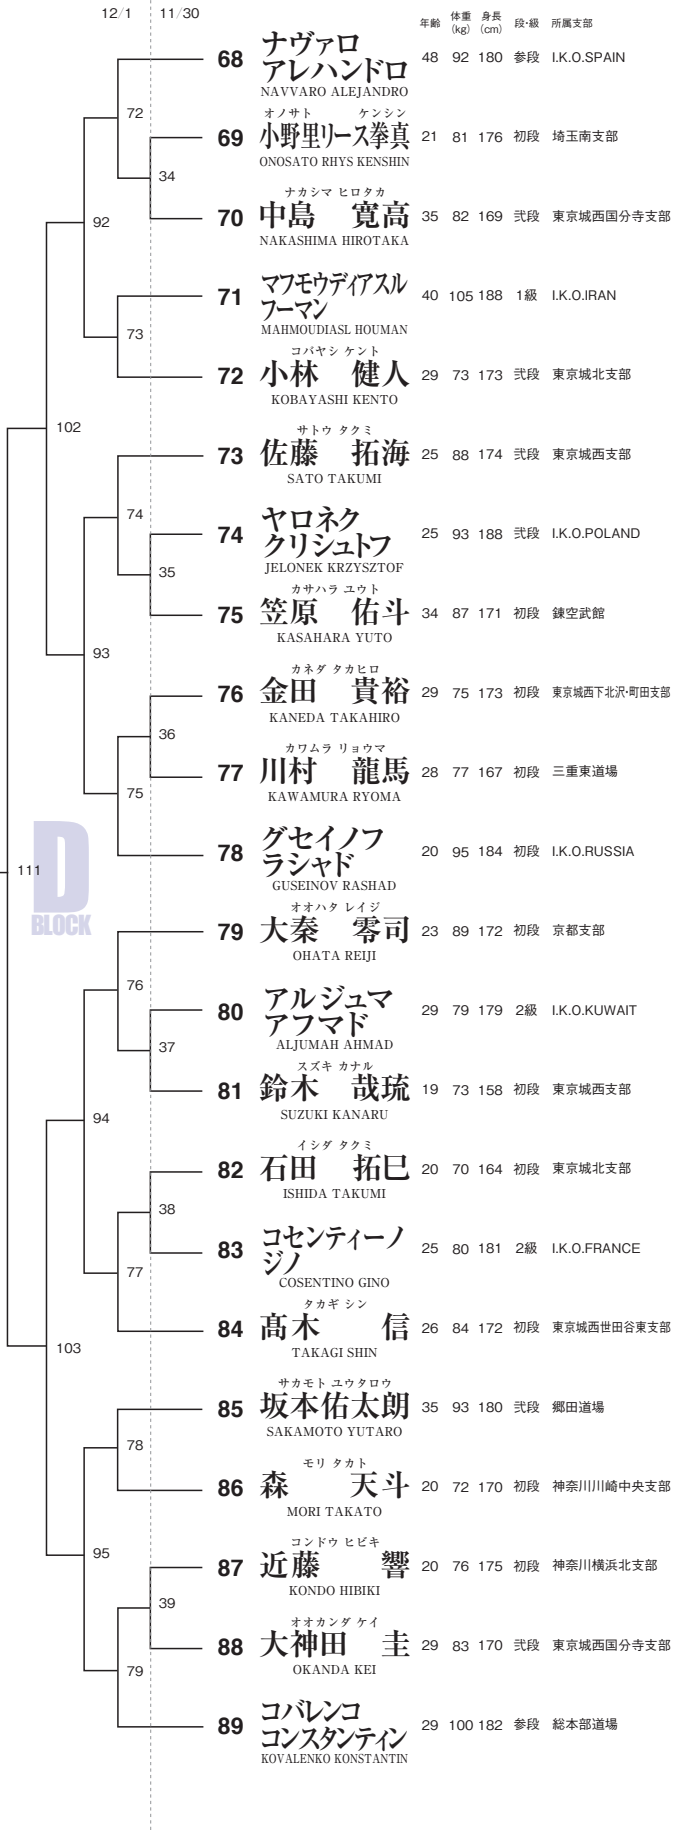 12/1 11/30
年齢 体重(kg) 身長(cm) 段・級 所属支部
68 ナヴァロ アレハンドロ 48 92 180 参段 I.K.O.SPAIN
NAVVARO ALEJANDRO
72
オノサト ケンシン
69 小野里リース拳真 21 81 176 初段 埼玉南支部
ONOSATO RHYS KENSHIN
34
ナカシマ ヒロタカ
70 中島 寛高 35 82 169 弐段 東京城西国分寺支部
NAKASHIMA HIROTAKA
92
71 マフモウディアスル フーマン 40 105 188 1級 I.K.O.IRAN
MAHMOUDIASL HOUMAN
73
コバヤシ ケント
72 小林 健人 29 73 173 弐段 東京城北支部
KOBAYASHI KENTO
102
サトウ タクミ
73 佐藤 拓海 25 88 174 弐段 東京城西支部
SATO TAKUMI
74
74 ヤロネク クリシュトフ 25 93 188 弐段 I.K.O.POLAND
JELONEK KRZYSZTOF
35
カサハラ ユウト
75 笠原 佑斗 34 87 171 初段 錬空武館
KASAHARA YUTO
93
カネダ タカヒロ
76 金田 貴裕 29 75 173 初段 東京城西下北沢・町田支部
KANEDA TAKAHIRO
36
カワムラ リョウマ
77 川村 龍馬 28 77 167 初段 三重東道場
KAWAMURA RYOMA
75
78 グセイノフ ラシャド 20 95 184 初段 I.K.O.RUSSIA
GUSEINOV RASHAD
111
D
BLOCK
オオハタ レイジ
79 大秦 零司 23 89 172 初段 京都支部
OHATA REIJI
76
80 アルジュマ アフマド 29 79 179 2級 I.K.O.KUWAIT
ALJUMAH AHMAD
37
スズキ カナル
81 鈴木 哉琉 19 73 158 初段 東京城西支部
SUZUKI KANARU
94
イシダ タクミ
82 石田 拓巳 20 70 164 初段 東京城北支部
ISHIDA TAKUMI
38
83 コセンティーノ ジノ 25 80 181 2級 I.K.O.FRANCE
COSENTINO GINO
77
タカギ シン
84 髙木 信 26 84 172 初段 東京城西世田谷東支部
TAKAGI SHIN
103
サカモト ユウタロウ
85 坂本佑太朗 35 93 180 弐段 郷田道場
SAKAMOTO YUTARO
78
モリ タカト
86 森 天斗 20 72 170 初段 神奈川川崎中央支部
MORI TAKATO
95
コンドウ ヒビキ
87 近藤 響 20 76 175 初段 神奈川横浜北支部
KONDO HIBIKI
39
オオカンダ ケイ
88 大神田 圭 29 83 170 弐段 東京城西国分寺支部
OKANDA KEI
79
89 コバレンコ コンスタンティン 29 100 182 参段 総本部道場
KOVALENKO KONSTANTIN